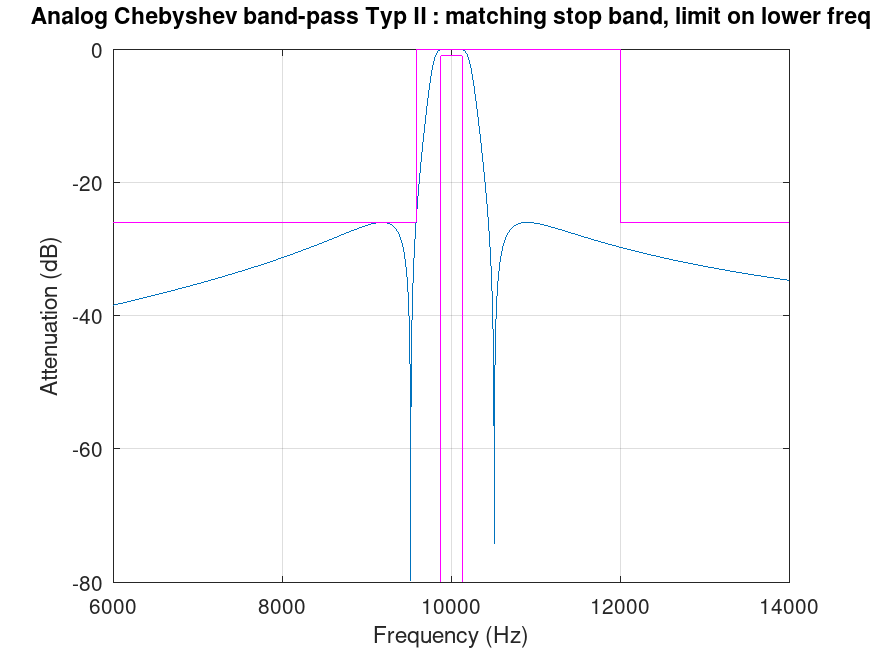 Analog Chebyshev band-pass Typ II : matching stop band, limit on lower freq
0
-20
-40
-60
-80
Attenuation (dB)
6000 8000 10000 12000 14000
Frequency (Hz)